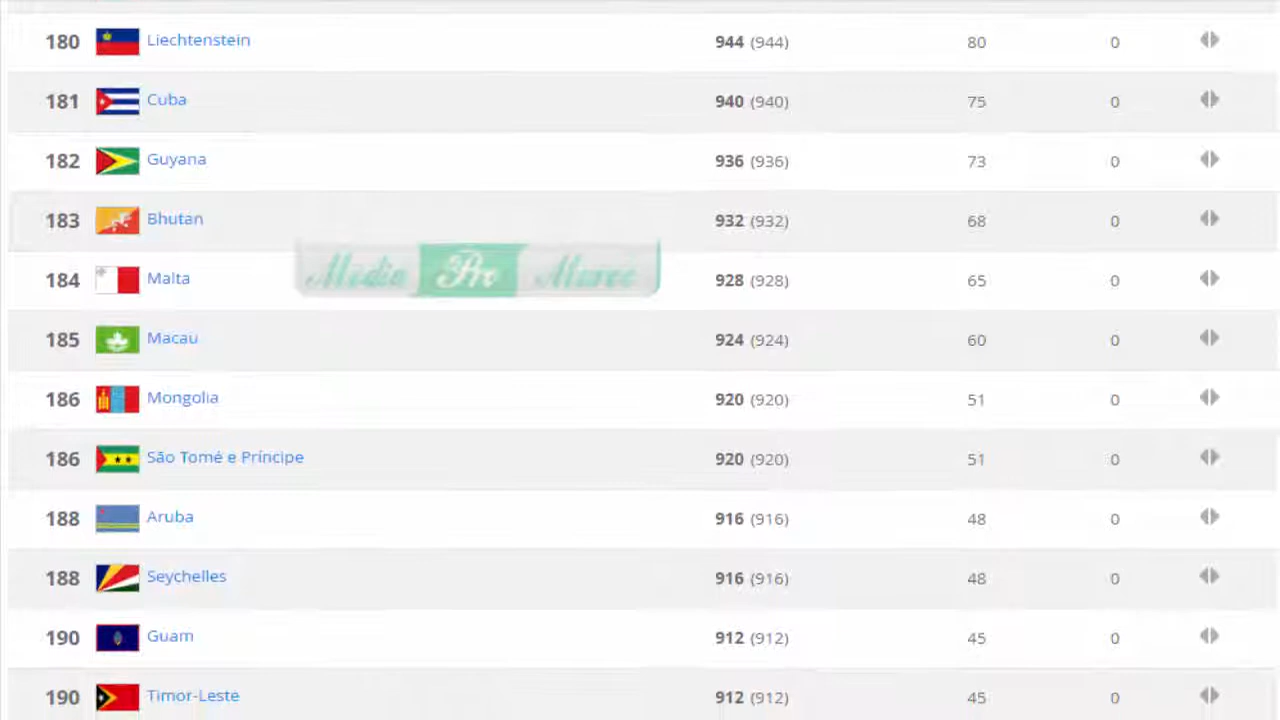 180 Liechtenstein 944 (944) 80 0
181 Cuba 940 (940) 75 0
182 Guyana 936 (936) 73 0
183 Bhutan 932 (932) 68 0
Média Pro Maroc
184 Malta 928 (928) 65 0
185 Macau 924 (924) 60 0
186 Mongolia 920 (920) 51 0
186 São Tomé e Príncipe 920 (920) 51 0
188 Aruba 916 (916) 48 0
188 Seychelles 916 (916) 48 0
190 Guam 912 (912) 45 0
190 Timor-Leste 912 (912) 45 0